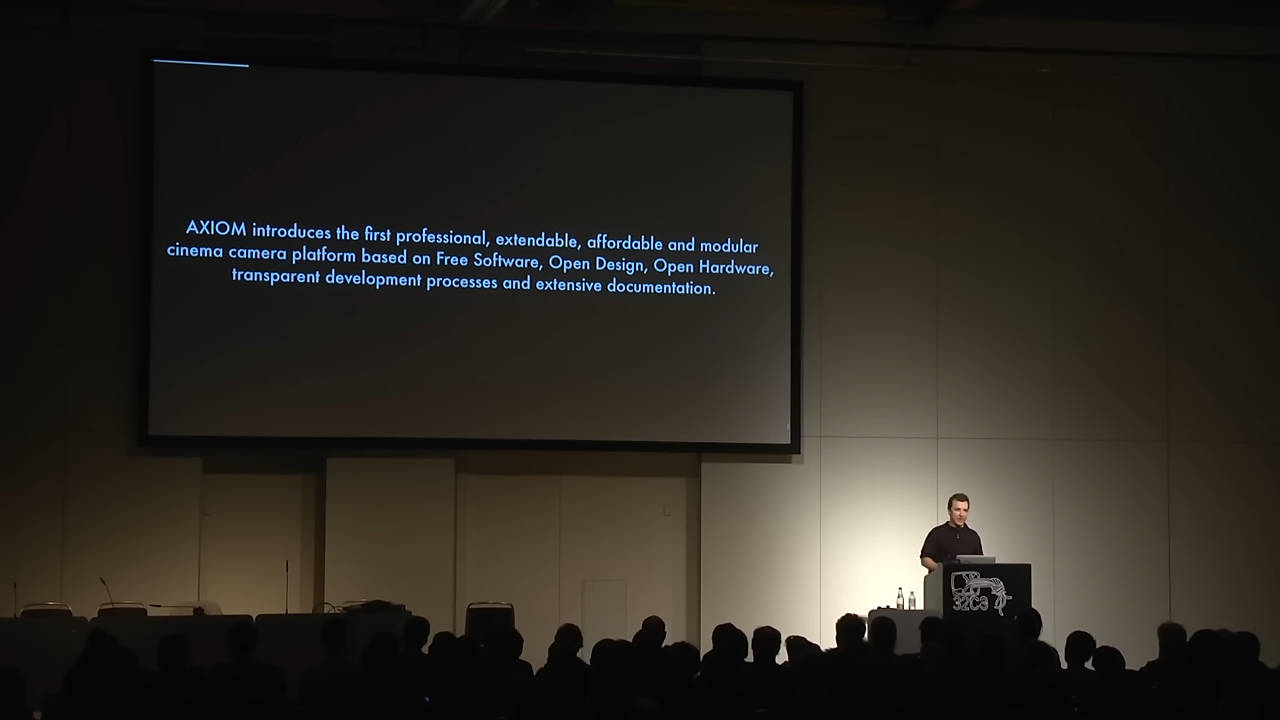 AXIOM introduces the first professional, extendable, affordable and modular
cinema camera platform based on Free Software, Open Design, Open Hardware,
transparent development processes and extensive documentation.
32C3